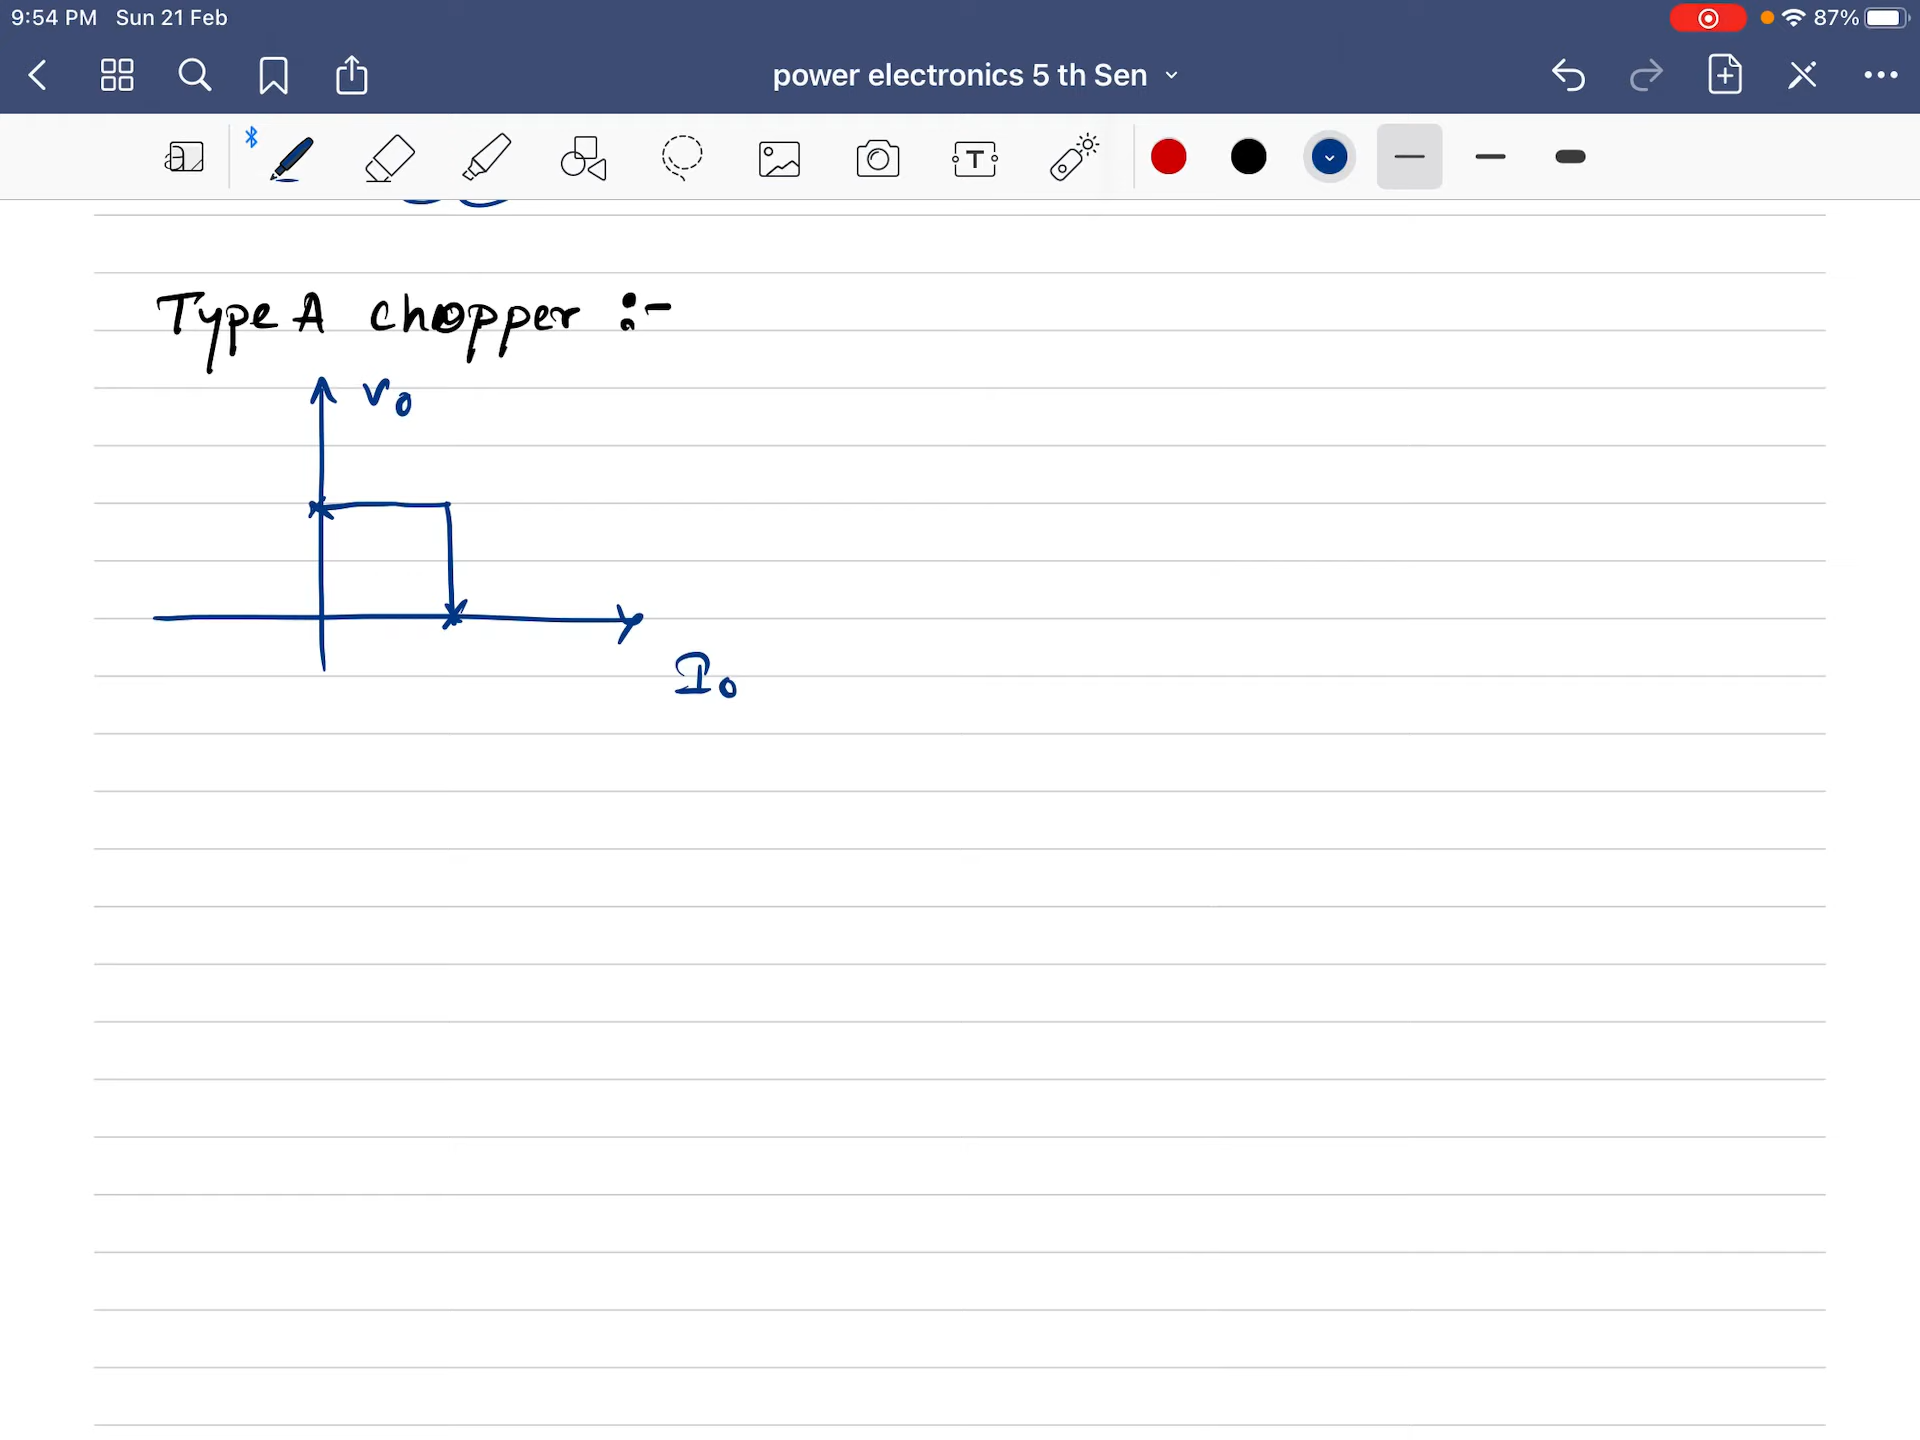 9:54 PM Sun 21 Feb
87%
power electronics 5 th Sen
T
Type A chopper :-
Vo
Io